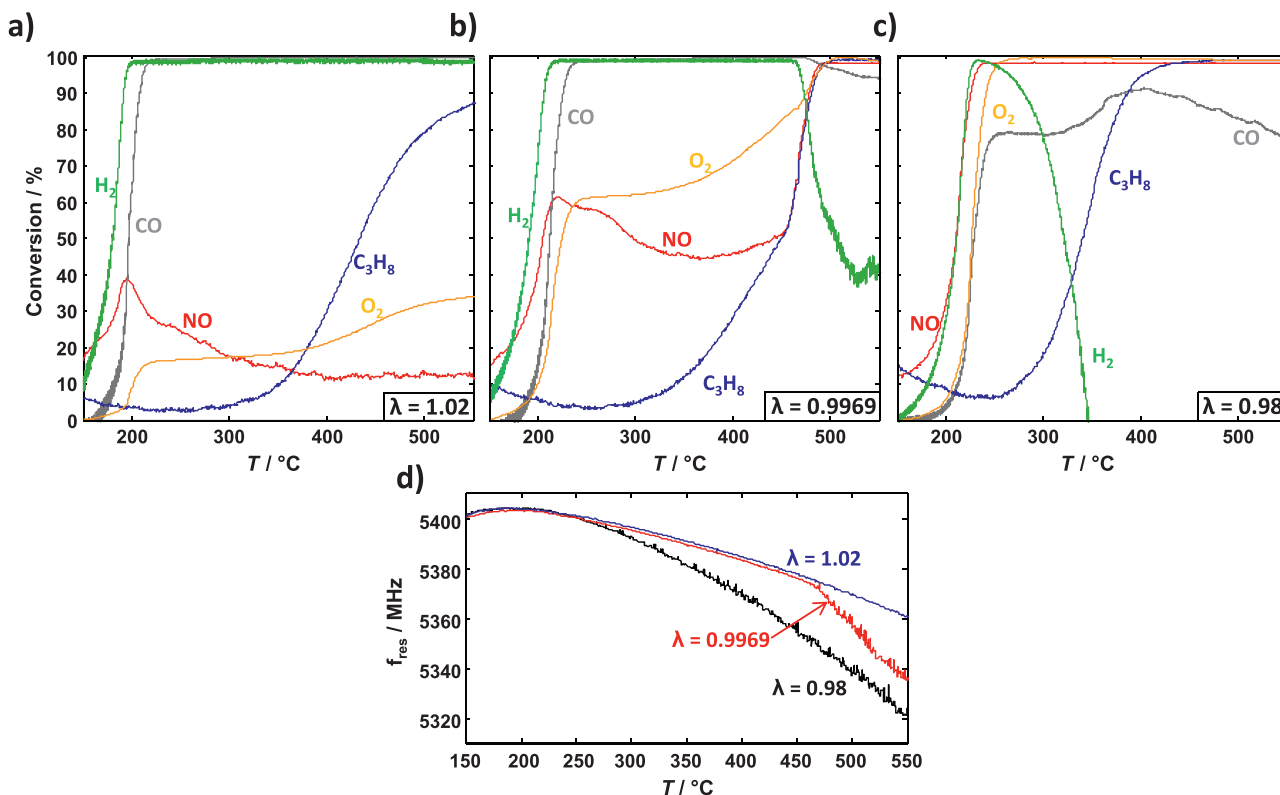 a)
b)
c)
Conversion / %
100
90
80
70
60
50
40
30
20
10
0
H₂
CO
NO
C₃H₈
O₂
λ = 1.02
200
300
400
500
T / °C
H₂
CO
O₂
NO
C₃H₈
λ = 0.9969
200
300
400
500
T / °C
NO
O₂
CO
C₃H₈
H₂
λ = 0.98
200
300
400
500
T / °C
d)
fres / MHz
5400
5380
5360
5340
5320
λ = 1.02
λ = 0.9969
λ = 0.98
150
200
250
300
350
400
450
500
550
T / °C